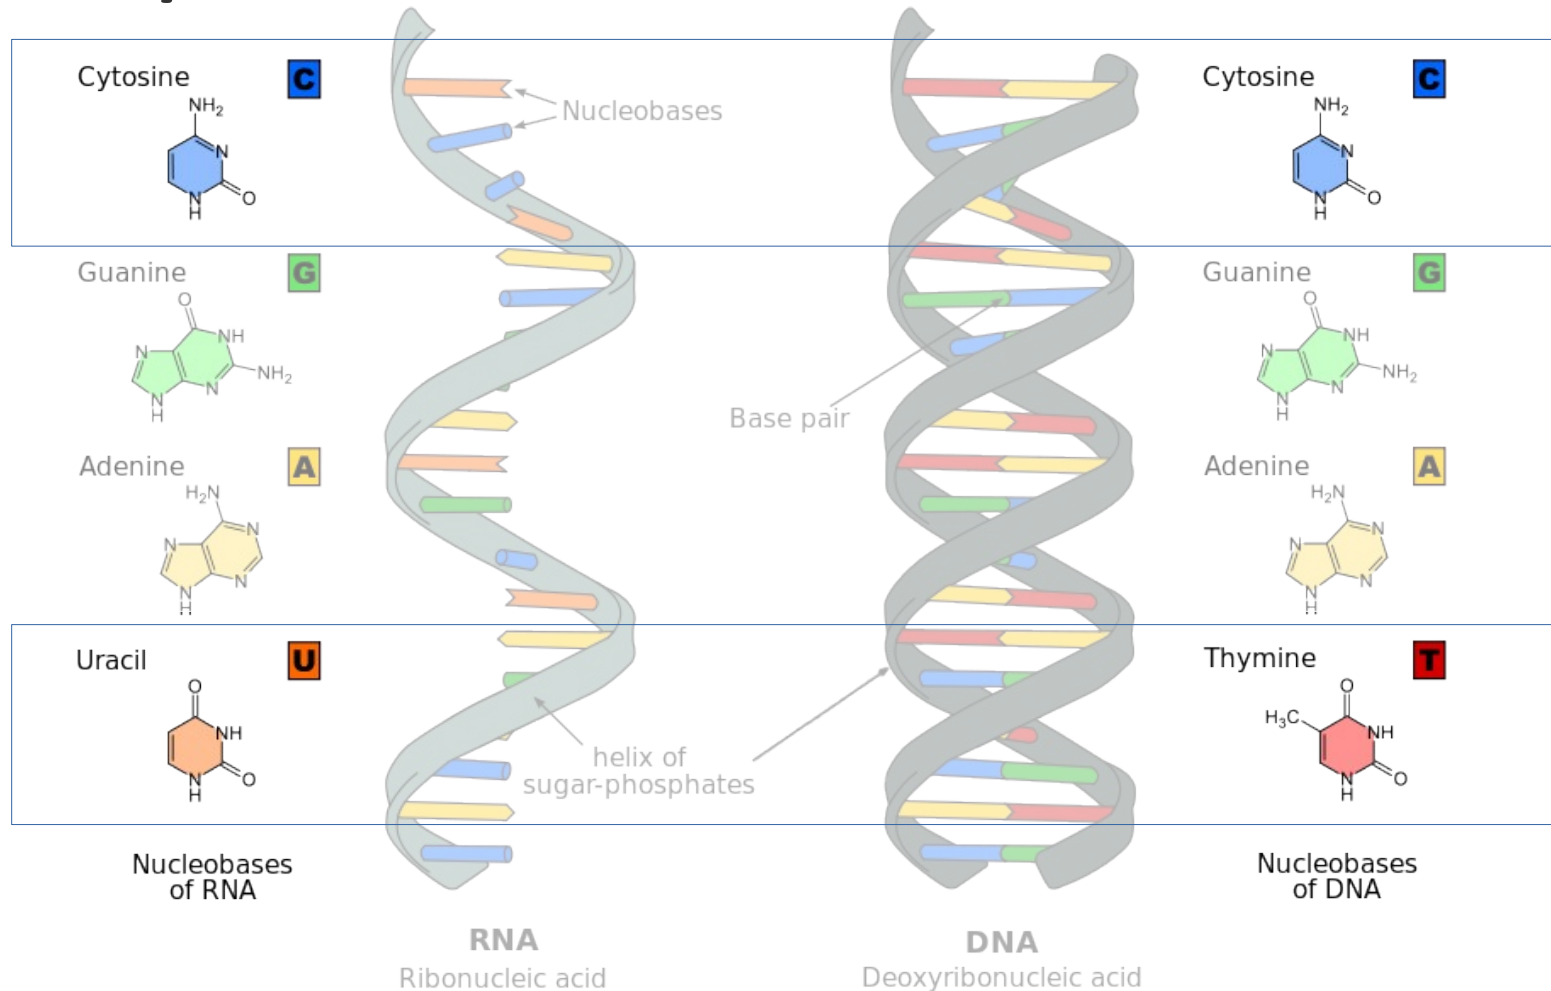 Cytosine C
NH2
N
N
H
O
Nucleobases
Cytosine C
NH2
N
N
H
O
Guanine G
O
N
NH
N
H
N
NH2
Guanine G
O
N
NH
N
H
N
NH2
Base pair
Adenine A
H2N
N
N
N
H
N
Adenine A
H2N
N
N
N
H
N
Uracil U
O
NH
N
H
O
Thymine T
O
H3C
NH
N
H
O
helix of
sugar-phosphates
Nucleobases
of RNA
Nucleobases
of DNA
RNA
Ribonucleic acid
DNA
Deoxyribonucleic acid